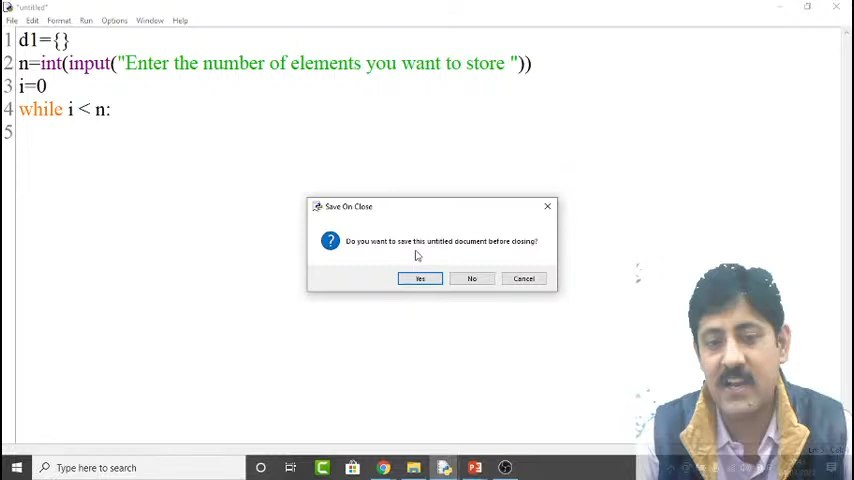 *untitled*
File Edit Format Run Options Window Help
1 d1={}
2 n=int(input("Enter the number of elements you want to store "))
3 i=0
4 while i < n:
5
Save On Close
Do you want to save this untitled document before closing?
Yes No Cancel
Type here to search